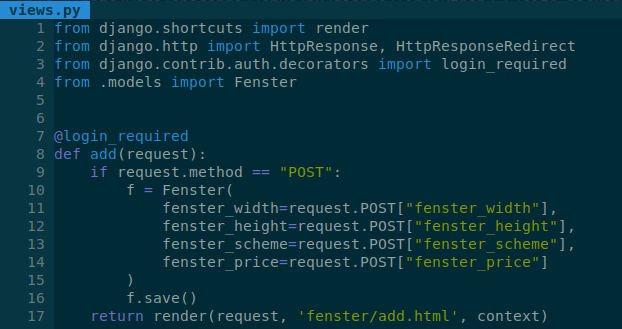 views.py
1 from django.shortcuts import render
2 from django.http import HttpResponse, HttpResponseRedirect
3 from django.contrib.auth.decorators import login_required
4 from .models import Fenster
5
6
7 @login_required
8 def add(request):
9     if request.method == "POST":
10         f = Fenster(
11             fenster_width=request.POST["fenster_width"],
12             fenster_height=request.POST["fenster_height"],
13             fenster_scheme=request.POST["fenster_scheme"],
14             fenster_price=request.POST["fenster_price"]
15         )
16         f.save()
17     return render(request, 'fenster/add.html', context)